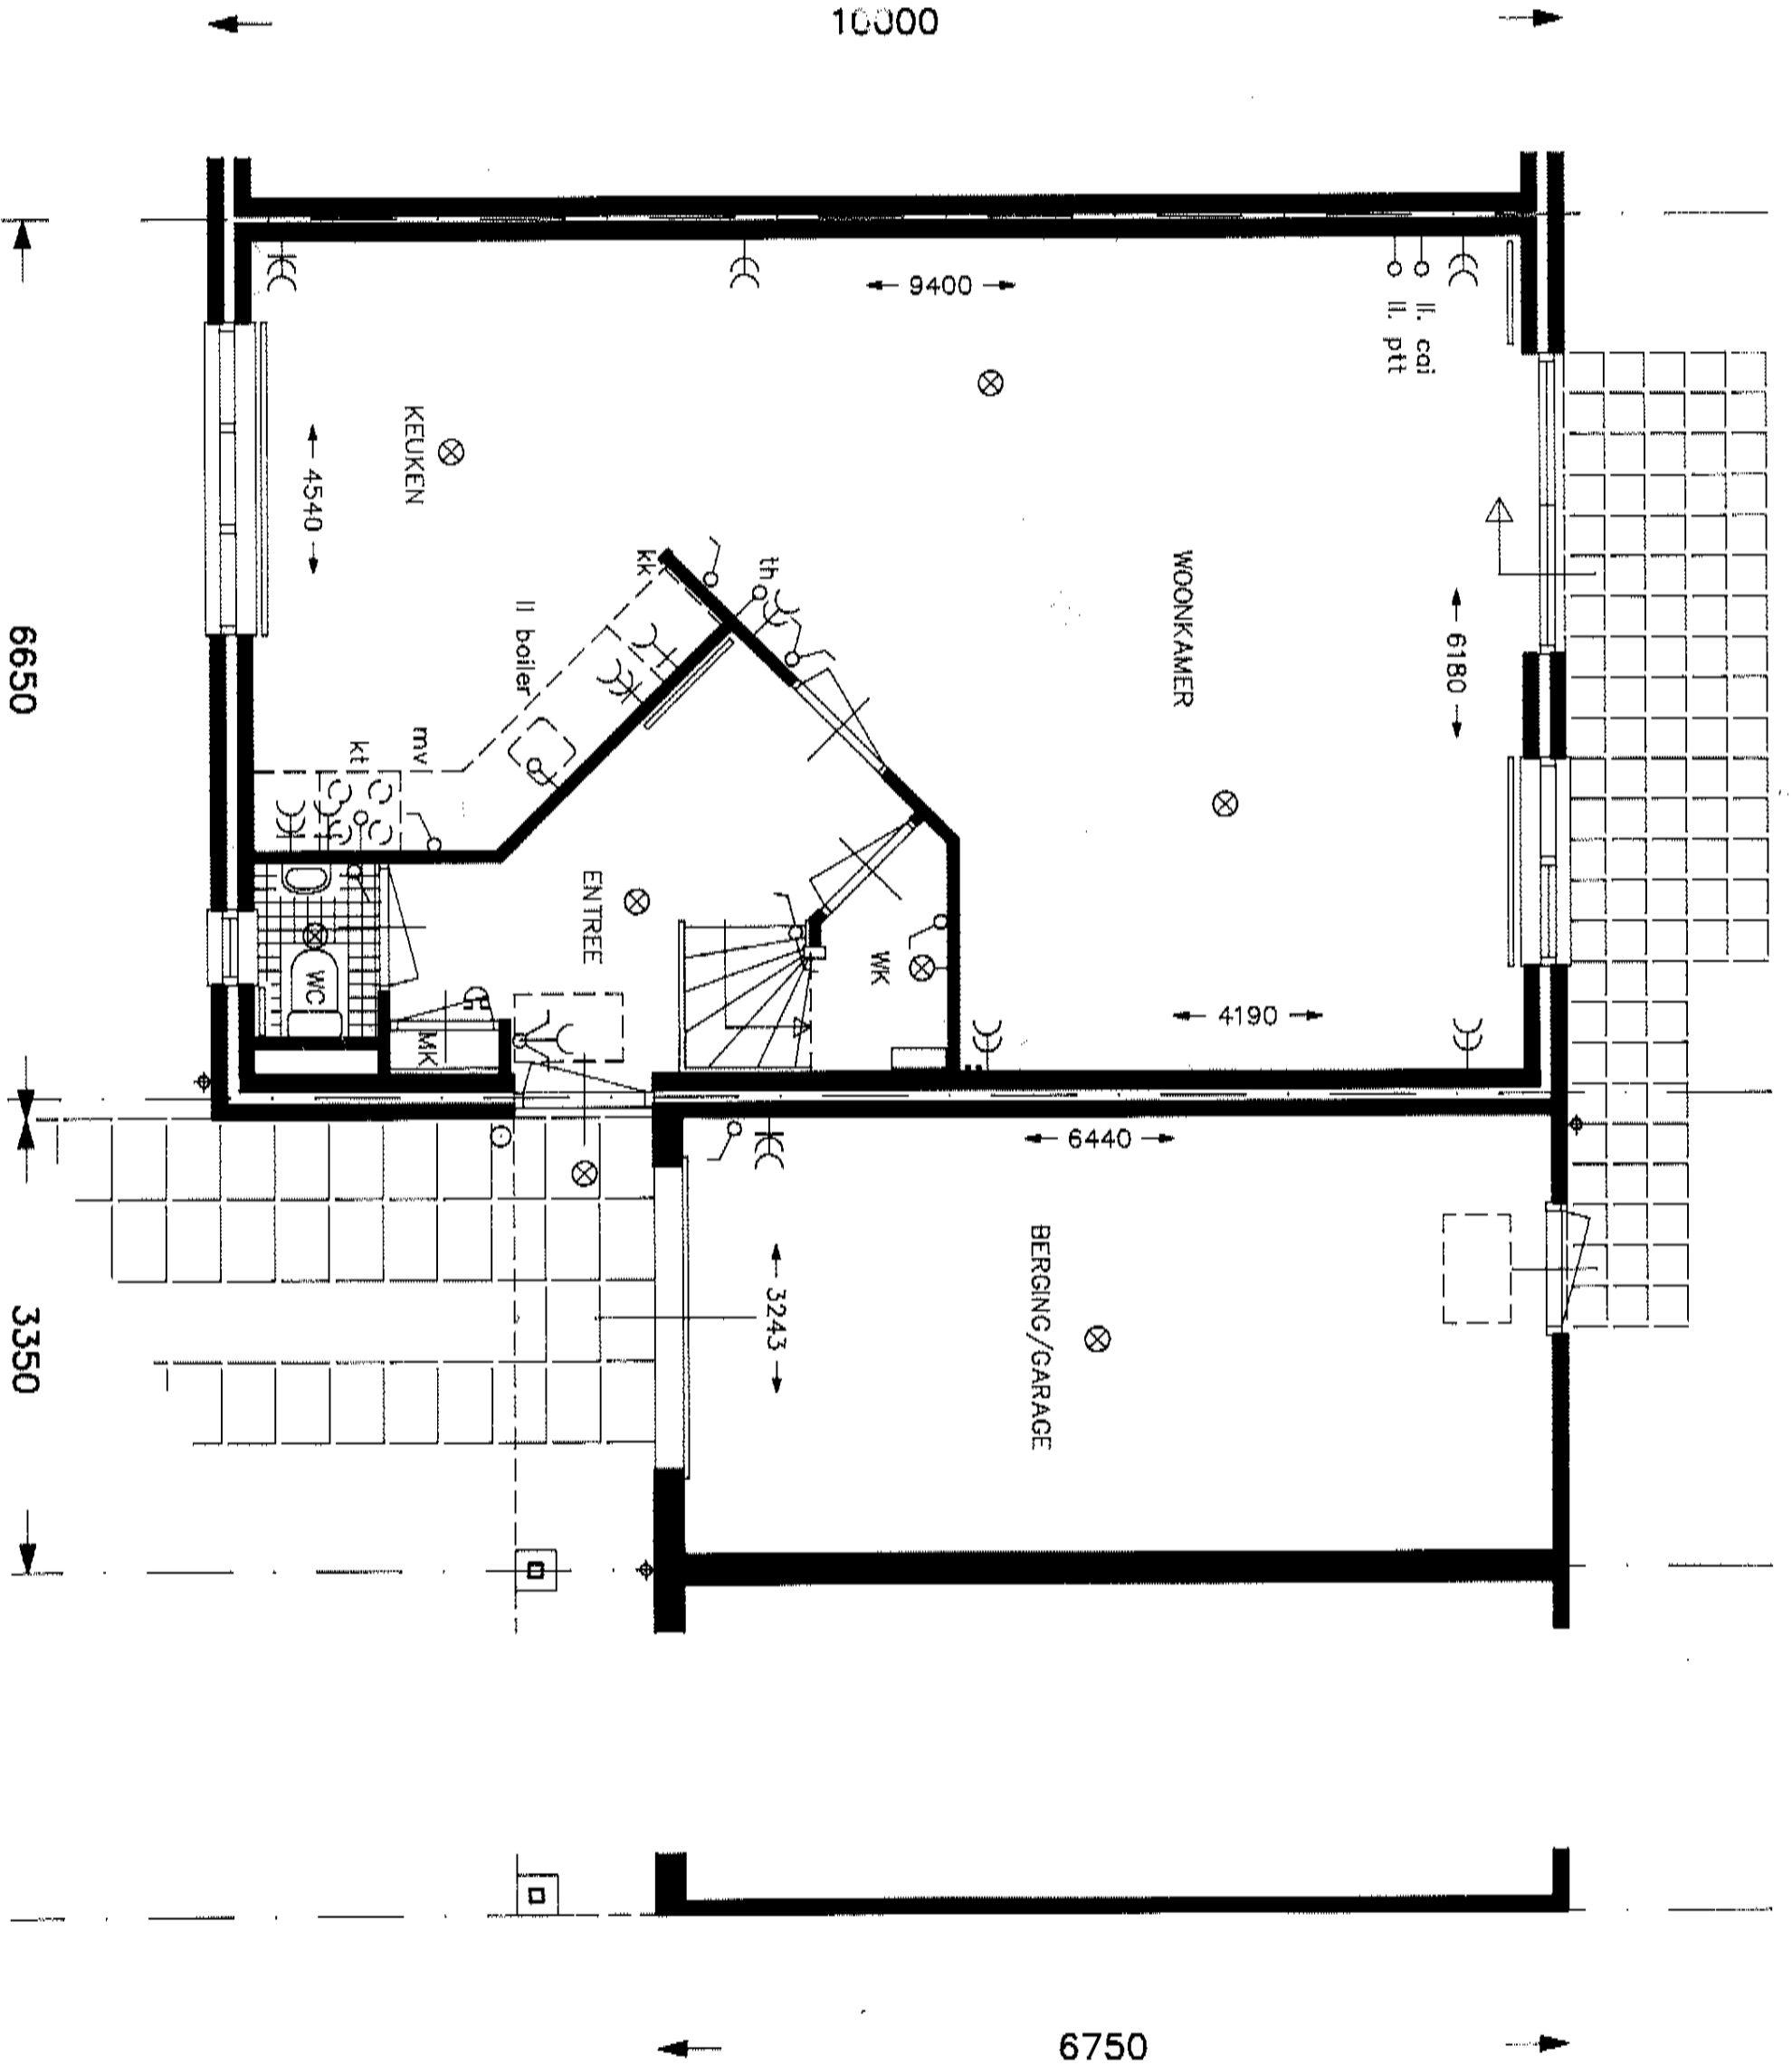 10000
9400
ll. cai
ll. ptt
KEUKEN
4540
WOONKAMER
6180
th
kk
ll boiler
6650
mv
kt
ENTREE
WK
WC
MK
4190
6440
3243
BERGING/GARAGE
3350
6750